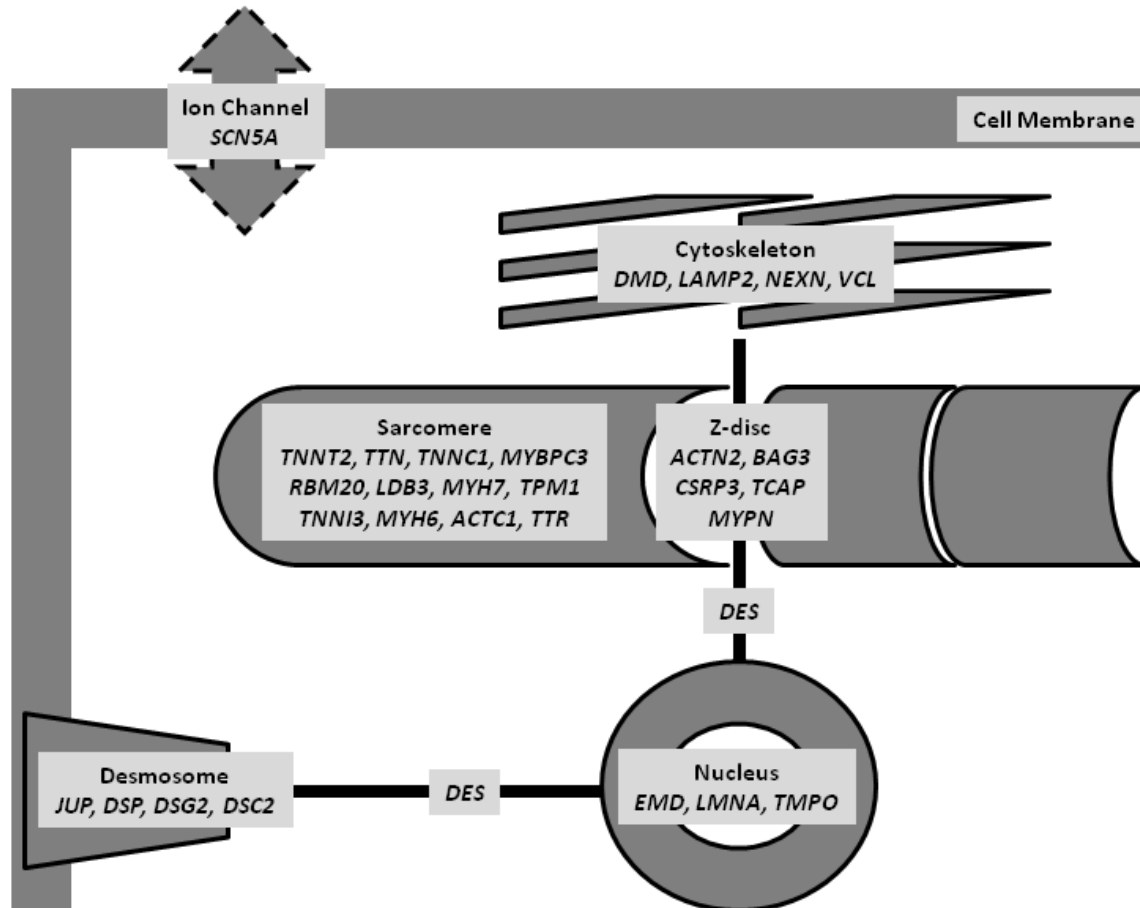 Ion Channel
SCN5A
Cell Membrane
Cytoskeleton
DMD, LAMP2, NEXN, VCL
Sarcomere
TNNT2, TTN, TNNC1, MYBPC3
RBM20, LDB3, MYH7, TPM1
TNNI3, MYH6, ACTC1, TTR
Z-disc
ACTN2, BAG3
CSRP3, TCAP
MYPN
DES
Desmosome
JUP, DSP, DSG2, DSC2
DES
Nucleus
EMD, LMNA, TMPO